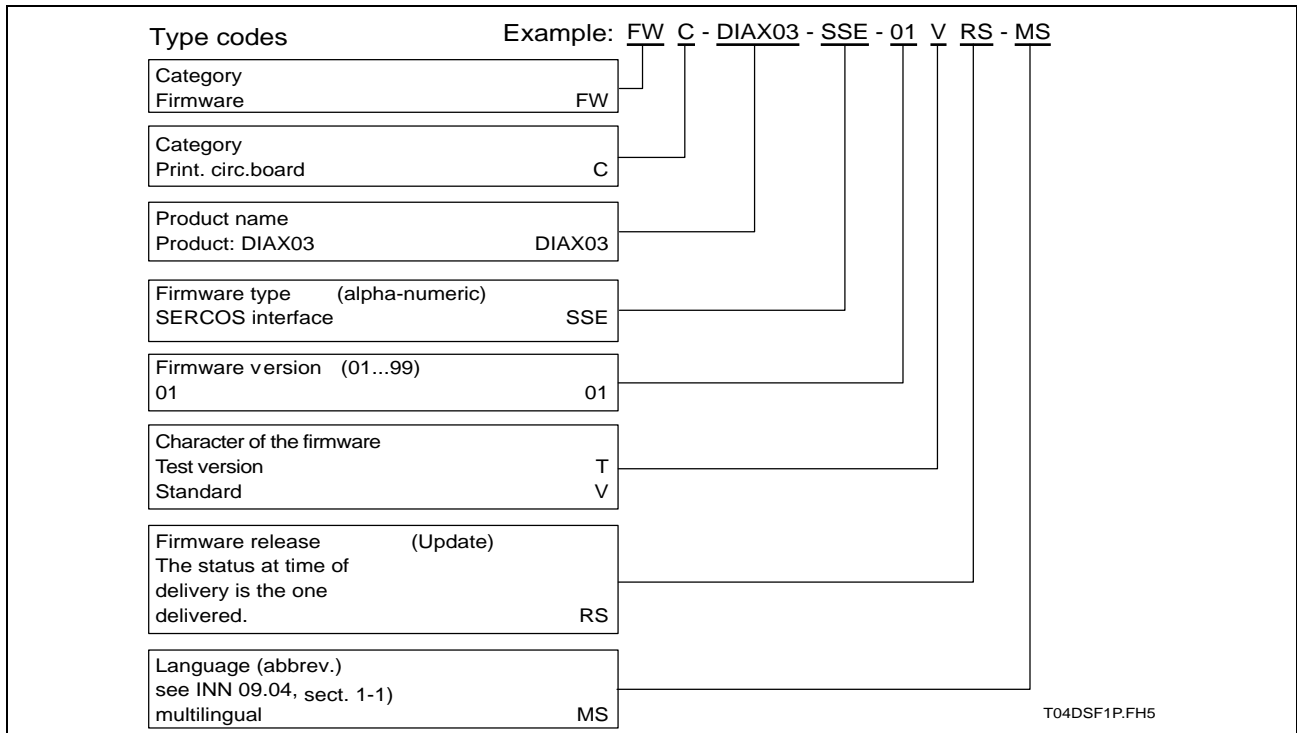 Type codes Example: FW C - DIAX03 - SSE - 01 V RS - MS
Category
Firmware FW
Category
Print. circ.board C
Product name
Product: DIAX03 DIAX03
Firmware type (alpha-numeric)
SERCOS interface SSE
Firmware version (01...99)
01 01
Character of the firmware
Test version T
Standard V
Firmware release (Update)
The status at time of
delivery is the one
delivered. RS
Language (abbrev.)
see INN 09.04, sect. 1-1)
multilingual MS
T04DSF1P.FH5